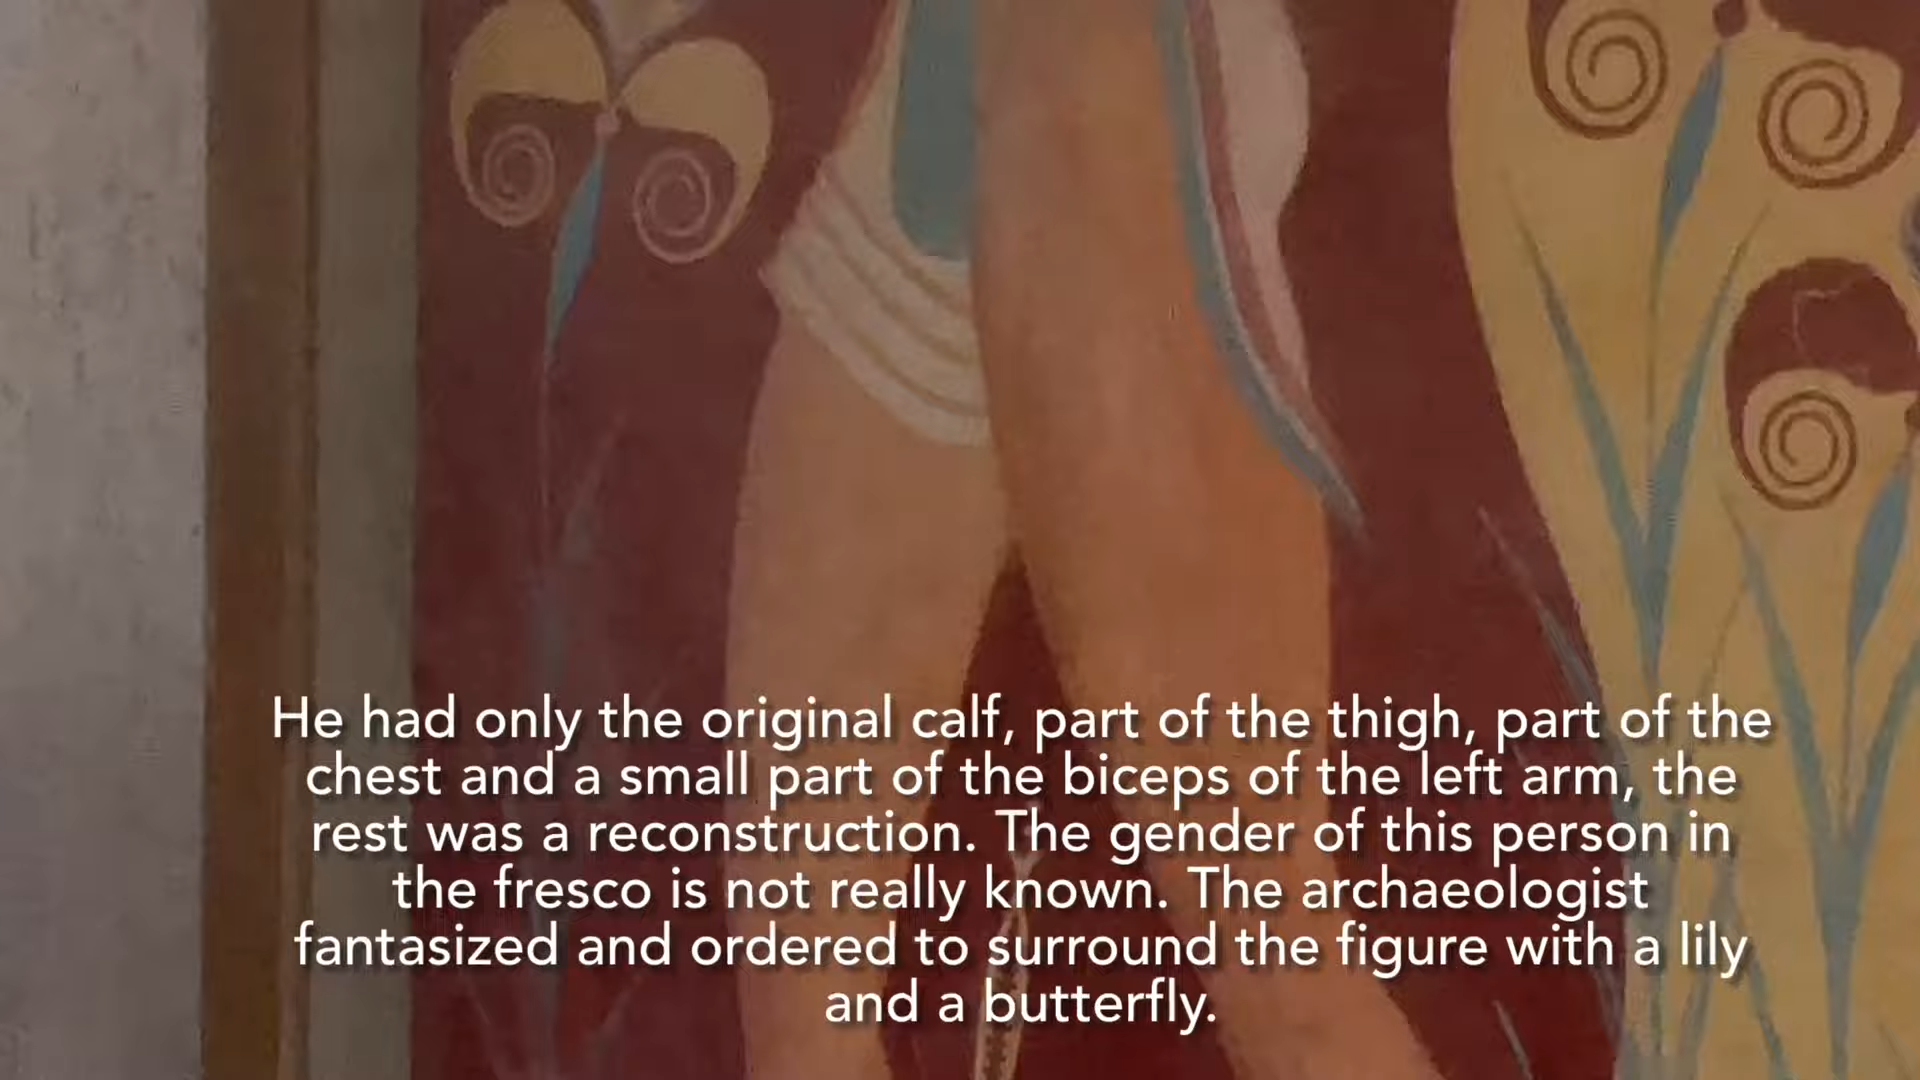 He had only the original calf, part of the thigh, part of the
chest and a small part of the biceps of the left arm, the
rest was a reconstruction. The gender of this person in
the fresco is not really known. The archaeologist
fantasized and ordered to surround the figure with a lily
and a butterfly.